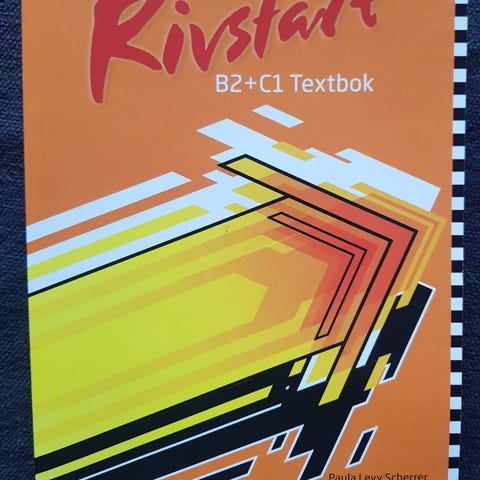 Rivstart
B2+C1 Textbok
Paula Levy Scherrer